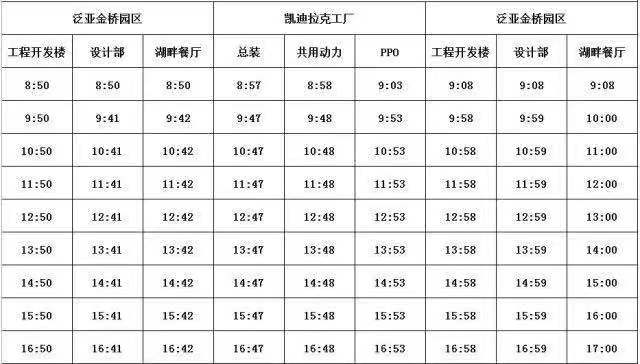 泛亚金桥园区 凯迪拉克工厂 泛亚金桥园区
工程开发楼 设计部 湖畔餐厅 总装 共用动力 PPO 工程开发楼 设计部 湖畔餐厅
8:50 8:50 8:50 8:57 8:58 9:03 9:08 9:08 9:08
9:50 9:41 9:42 9:47 9:48 9:53 9:58 9:59 10:00
10:50 10:41 10:42 10:47 10:48 10:53 10:58 10:59 11:00
11:50 11:41 11:42 11:47 11:48 11:53 11:58 11:59 12:00
12:50 12:41 12:42 12:47 12:48 12:53 12:58 12:59 13:00
13:50 13:41 13:42 13:47 13:48 13:53 13:58 13:59 14:00
14:50 14:41 14:42 14:47 14:48 14:53 14:58 14:59 15:00
15:50 15:41 15:42 15:47 15:48 15:53 15:58 15:59 16:00
16:50 16:41 16:42 16:47 16:48 16:53 16:58 16:59 17:00